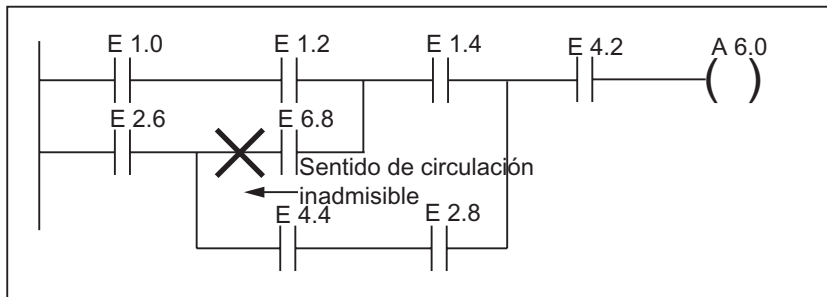 E 1.0
E 1.2
E 1.4
E 4.2
A 6.0
E 2.6
E 6.8
Sentido de circulación
inadmisible
E 4.4
E 2.8